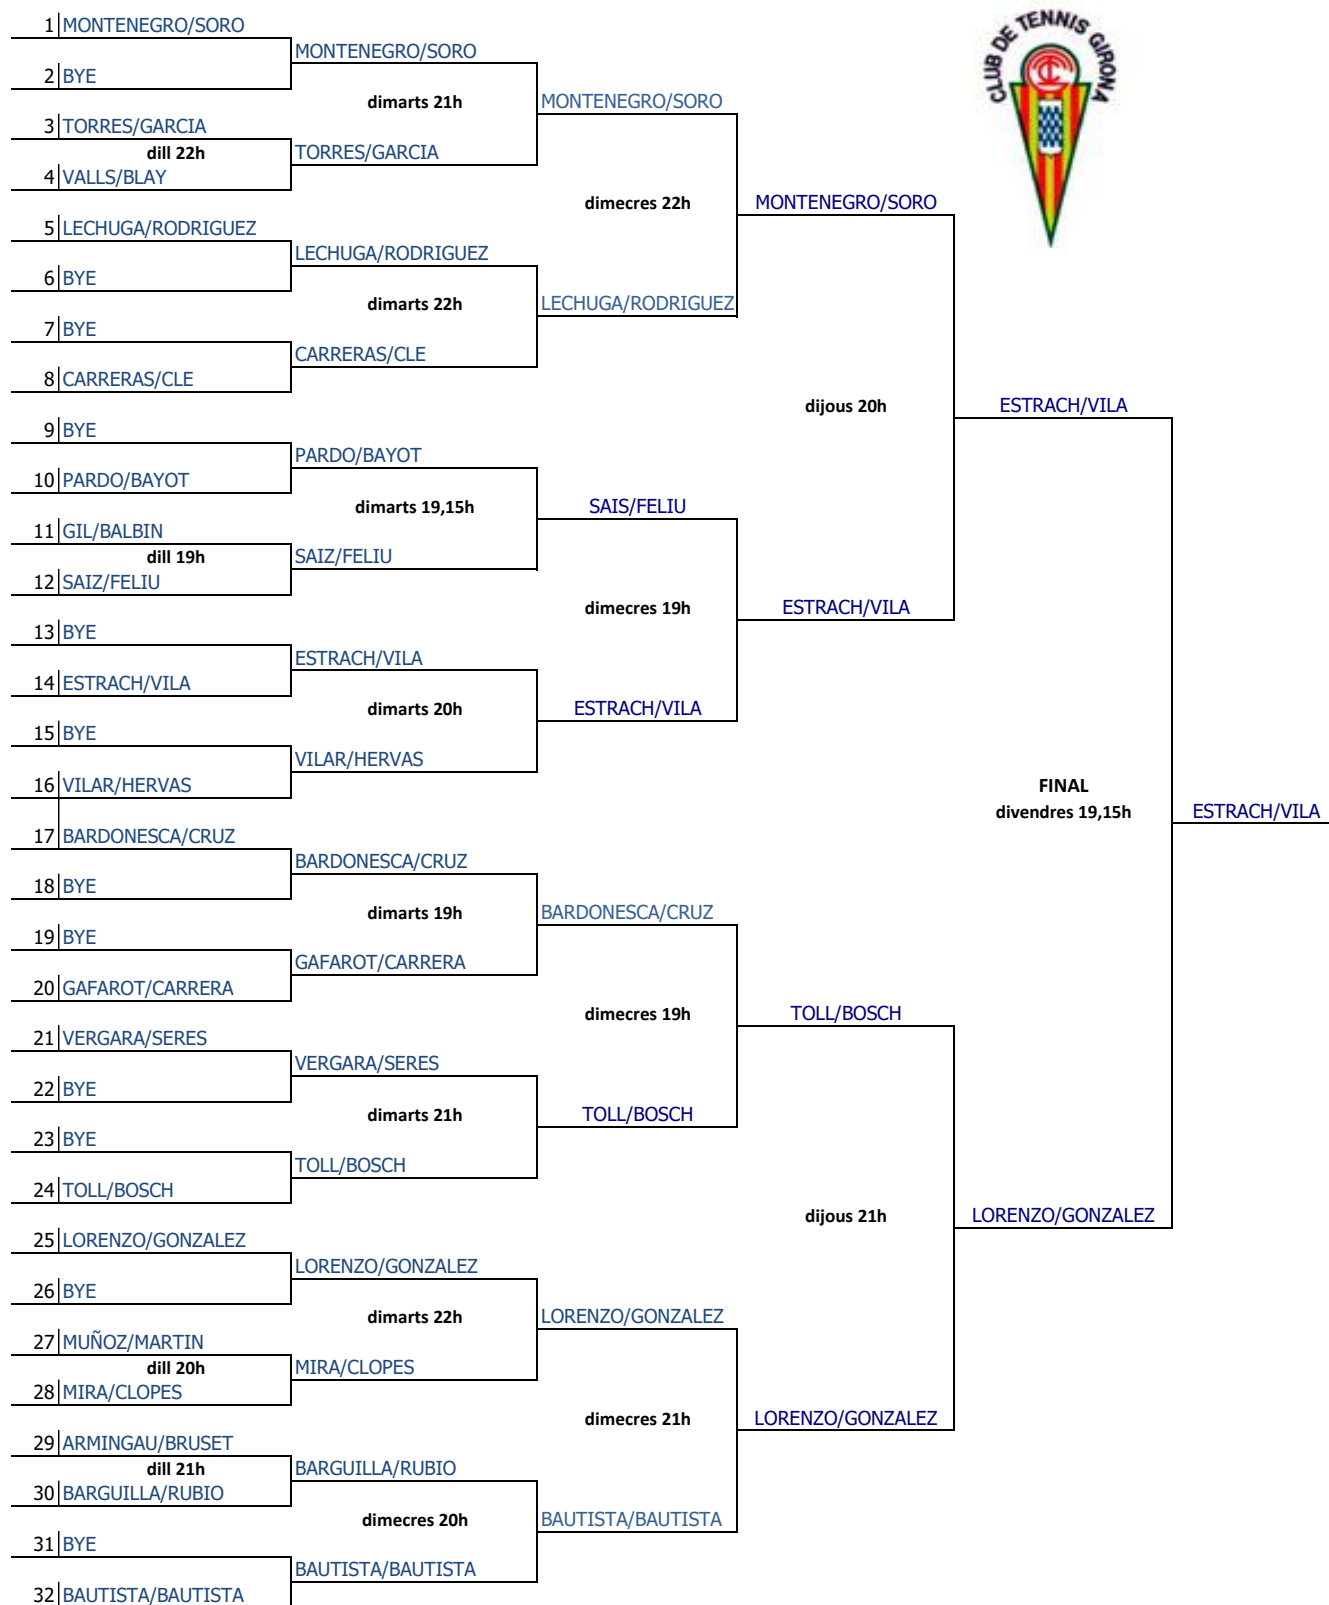 CLUB DE TENNIS GIRONA
1 MONTENEGRO/SORO
MONTENEGRO/SORO
2 BYE
dimarts 21h
MONTENEGRO/SORO
3 TORRES/GARCIA
dill 22h
TORRES/GARCIA
4 VALLS/BLAY
dimecres 22h
MONTENEGRO/SORO
5 LECHUGA/RODRIGUEZ
LECHUGA/RODRIGUEZ
6 BYE
dimarts 22h
LECHUGA/RODRIGUEZ
7 BYE
CARRERAS/CLE
8 CARRERAS/CLE
dijous 20h
ESTRACH/VILA
9 BYE
PARDO/BAYOT
10 PARDO/BAYOT
dimarts 19,15h
SAIS/FELIU
11 GIL/BALBIN
dill 19h
SAIZ/FELIU
12 SAIZ/FELIU
dimecres 19h
ESTRACH/VILA
13 BYE
ESTRACH/VILA
14 ESTRACH/VILA
dimarts 20h
ESTRACH/VILA
15 BYE
VILAR/HERVAS
16 VILAR/HERVAS
FINAL
divendres 19,15h
ESTRACH/VILA
17 BARDONESCA/CRUZ
BARDONESCA/CRUZ
18 BYE
dimarts 19h
BARDONESCA/CRUZ
19 BYE
GAFAROT/CARRERA
20 GAFAROT/CARRERA
dimecres 19h
TOLL/BOSCH
21 VERGARA/SERES
VERGARA/SERES
22 BYE
dimarts 21h
TOLL/BOSCH
23 BYE
TOLL/BOSCH
24 TOLL/BOSCH
dijous 21h
LORENZO/GONZALEZ
25 LORENZO/GONZALEZ
LORENZO/GONZALEZ
26 BYE
dimarts 22h
LORENZO/GONZALEZ
27 MUÑOZ/MARTIN
dill 20h
MIRA/CLOPES
28 MIRA/CLOPES
dimecres 21h
LORENZO/GONZALEZ
29 ARMINGAU/BRUSET
dill 21h
BARGUILLA/RUBIO
30 BARGUILLA/RUBIO
dimecres 20h
BAUTISTA/BAUTISTA
31 BYE
BAUTISTA/BAUTISTA
32 BAUTISTA/BAUTISTA